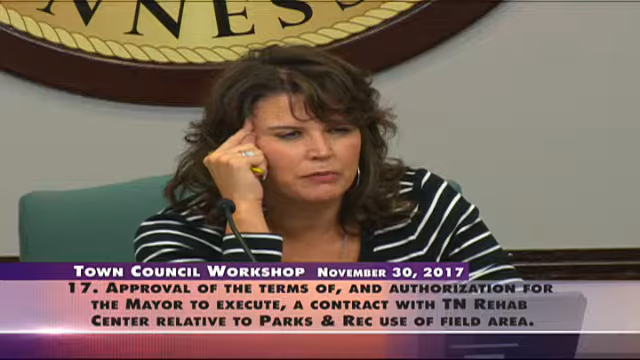 NNESS
TOWN COUNCIL WORKSHOP NOVEMBER 30, 2017
17. APPROVAL OF THE TERMS OF, AND AUTHORIZATION FOR
THE MAYOR TO EXECUTE, A CONTRACT WITH TN REHAB
CENTER RELATIVE TO PARKS & REC USE OF FIELD AREA.